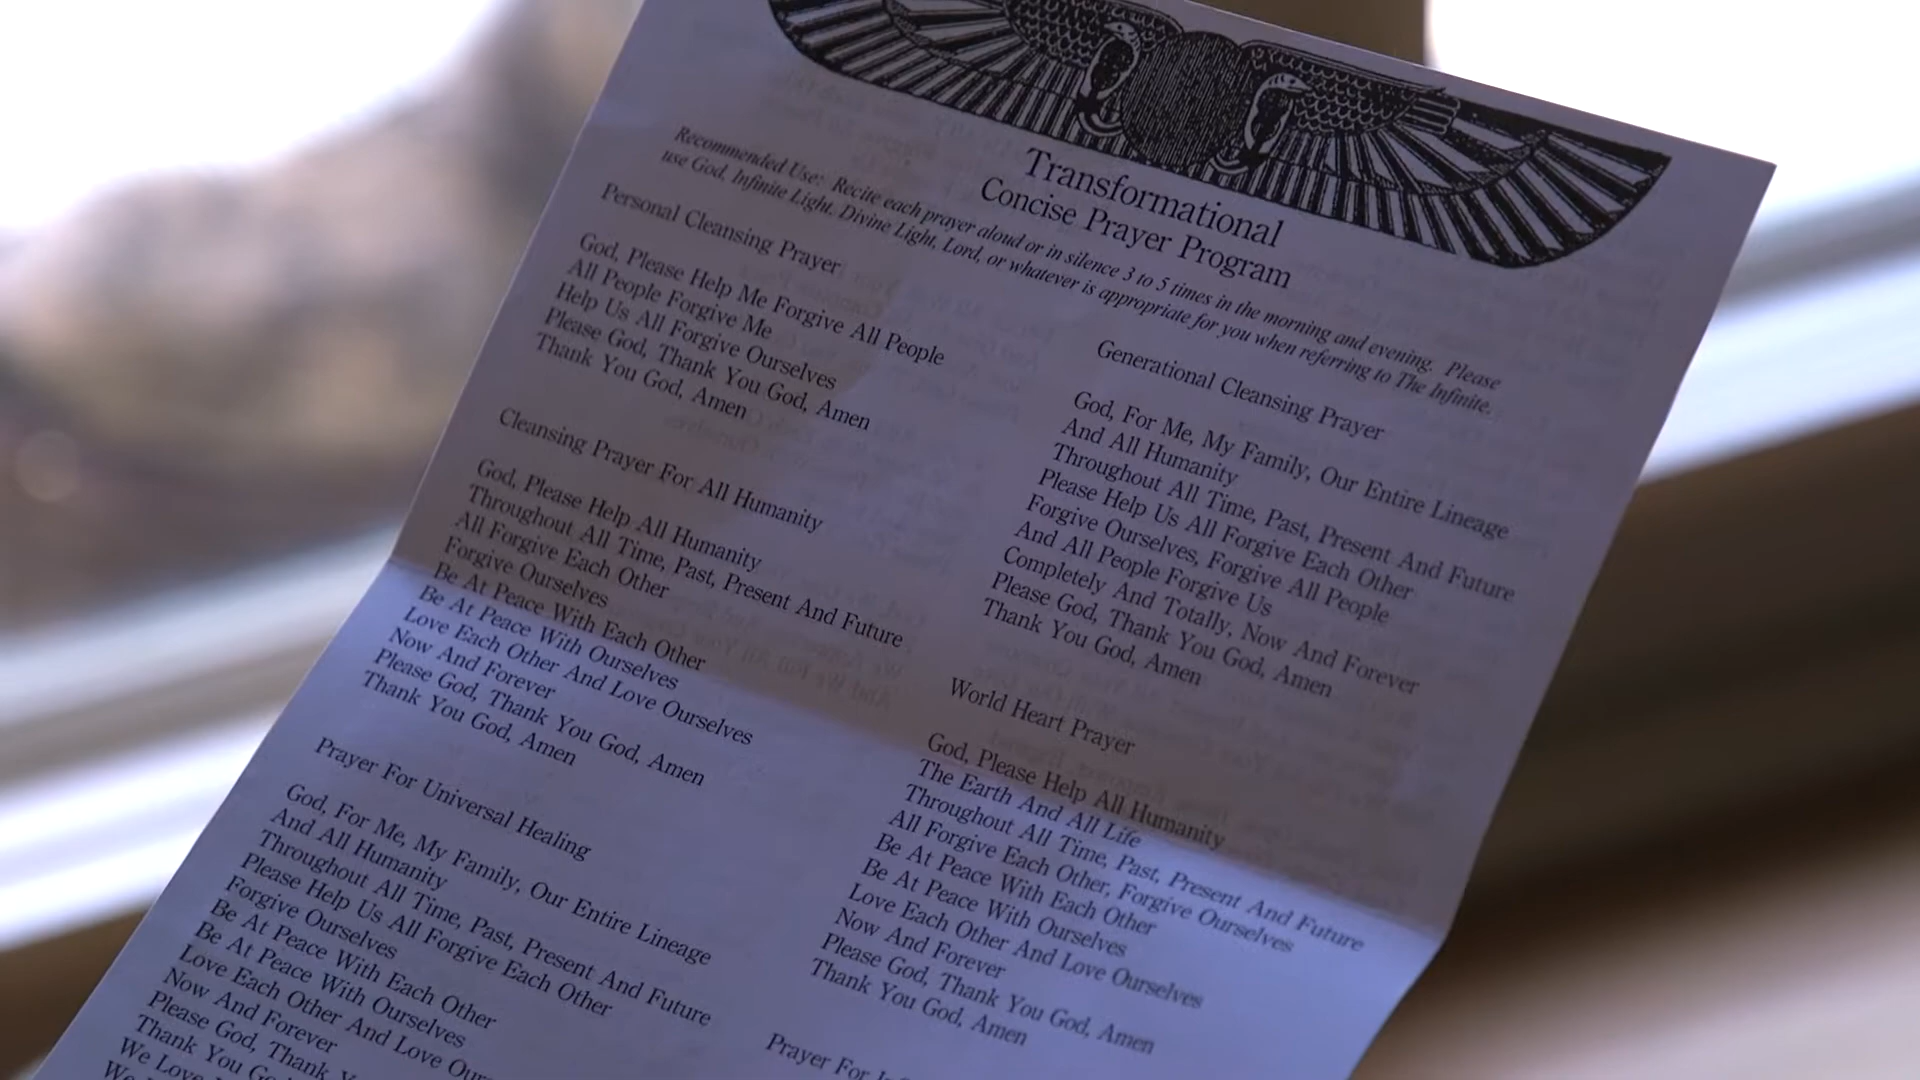 Transformational
Concise Prayer Program
Recommended Use: Recite each prayer aloud or in silence 3 to 5 times in the morning and evening. Please
use God, Infinite Light, Divine Light, Lord, or whatever is appropriate for you when referring to The Infinite.
Personal Cleansing Prayer
God, Please Help Me Forgive All People
All People Forgive Me
Help Us All Forgive Ourselves
Please God, Thank You God, Amen
Thank You God, Amen
Cleansing Prayer For All Humanity
God, Please Help All Humanity
Throughout All Time, Past, Present And Future
All Forgive Each Other
Forgive Ourselves
Be At Peace With Each Other
Be At Peace With Ourselves
Love Each Other And Love Ourselves
Now And Forever
Please God, Thank You God, Amen
Thank You God, Amen
Prayer For Universal Healing
God, For Me, My Family, Our Entire Lineage
And All Humanity
Throughout All Time, Past, Present And Future
Please Help Us All Forgive Each Other
Forgive Ourselves
Be At Peace With Each Other
Be At Peace With Ourselves
Love Each Other And Love
Now And Forever
Please God, Thank
Thank You
We Love
We
Generational Cleansing Prayer
God, For Me, My Family, Our Entire Lineage
And All Humanity
Throughout All Time, Past, Present And Future
Please Help Us All Forgive Each Other
Forgive Ourselves, Forgive All People
And All People Forgive Us
Completely And Totally, Now And Forever
Please God, Thank You God, Amen
Thank You God, Amen
World Heart Prayer
God, Please Help All Humanity
The Earth And All Life
Throughout All Time, Past, Present And Future
All Forgive Each Other, Forgive Ourselves
Be At Peace With Each Other
Be At Peace With Ourselves
Love Each Other And Love Ourselves
Now And Forever
Please God, Thank You God, Amen
Thank You God, Amen
Prayer For